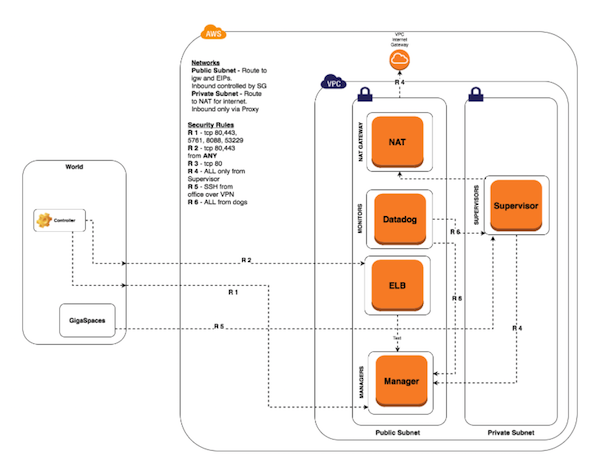 AWS
VPC
Internet
Gateway
Networks
Public Subnet - Route to
igw and EIPs.
Inbound controlled by SG
Private Subnet - Route
to NAT for internet.
Inbound only via Proxy
Security Rules
R 1 - tcp 80,443,
5761, 8088, 53229
R 2 - tcp 80,443
from ANY
R 3 - tcp 80
R 4 - ALL only from
Supervisor
R 5 - SSH from
office over VPN
R 6 - ALL from dogs
R 4
VPC
NAT GATEWAY
NAT
World
Controller
MONITORS
Datadog
SUPERVISORS
Supervisor
R 6
R 2
ELB
R 6
R 1
GigaSpaces
R 5
R 4
Text
MANAGERS
Manager
Public Subnet
Private Subnet